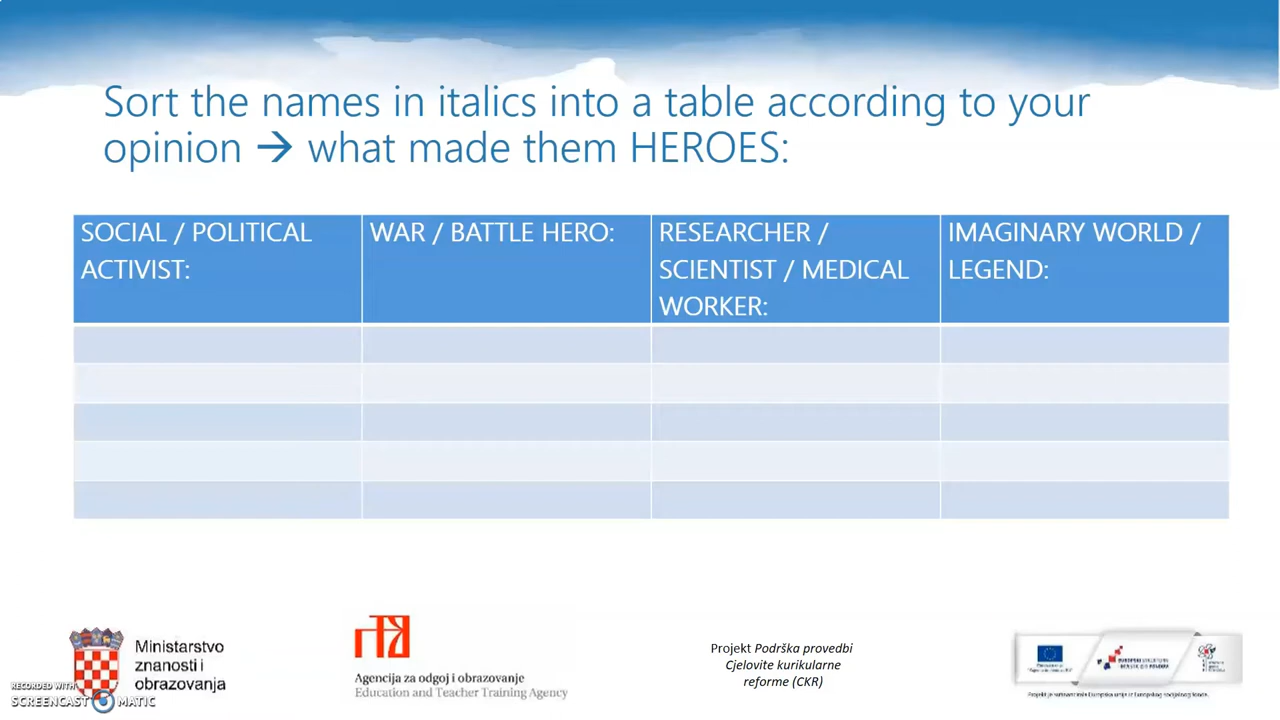 Sort the names in italics into a table according to your
opinion → what made them HEROES:
SOCIAL / POLITICAL
ACTIVIST:
WAR / BATTLE HERO:
RESEARCHER /
SCIENTIST / MEDICAL
WORKER:
IMAGINARY WORLD /
LEGEND:
Ministarstvo
znanosti i
obrazovanja
Agencija za odgoj i obrazovanje
Education and Teacher Training Agency
Projekt Podrška provedbi
Cjelovite kurikularne
reforme (CKR)
RECORDED WITH
SCREENCAST MATIC